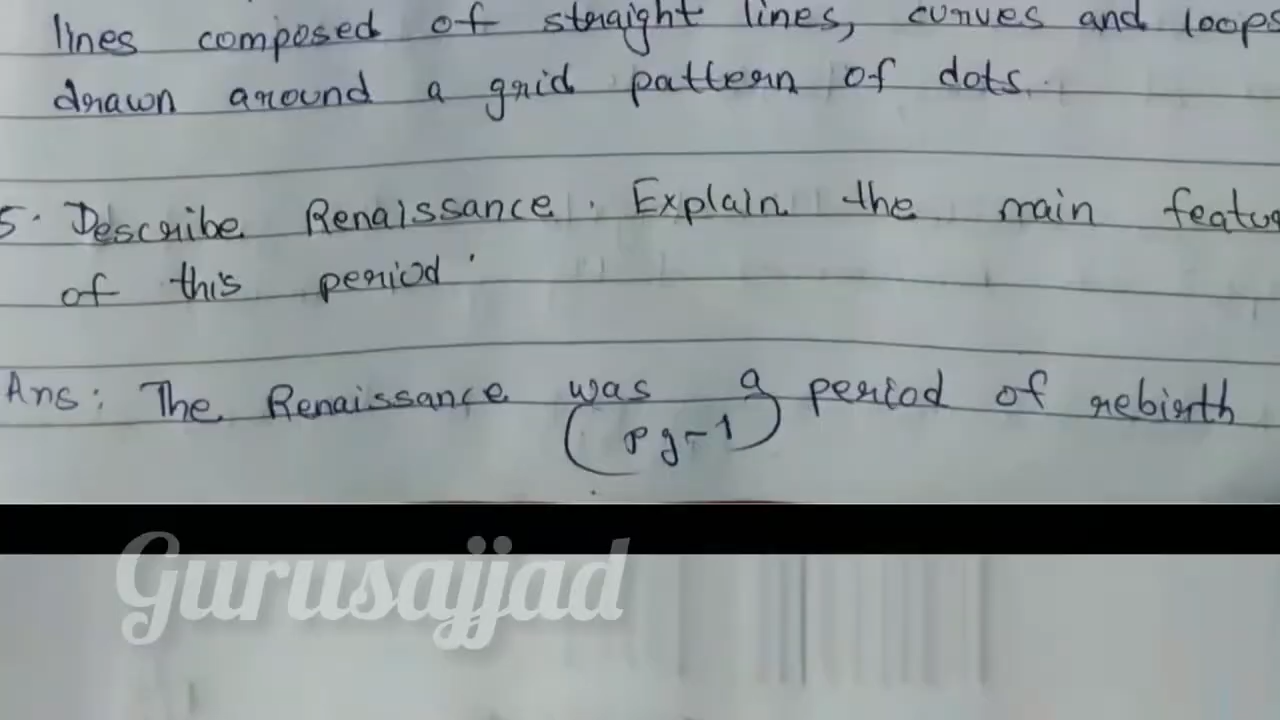 lines composed of straight lines, curves and loops
drawn around a grid pattern of dots.
5. Describe Renaissance. Explain the main featu
of this period.
Ans: The Renaissance was a period of rebirth
pg-1
Gurusajjad